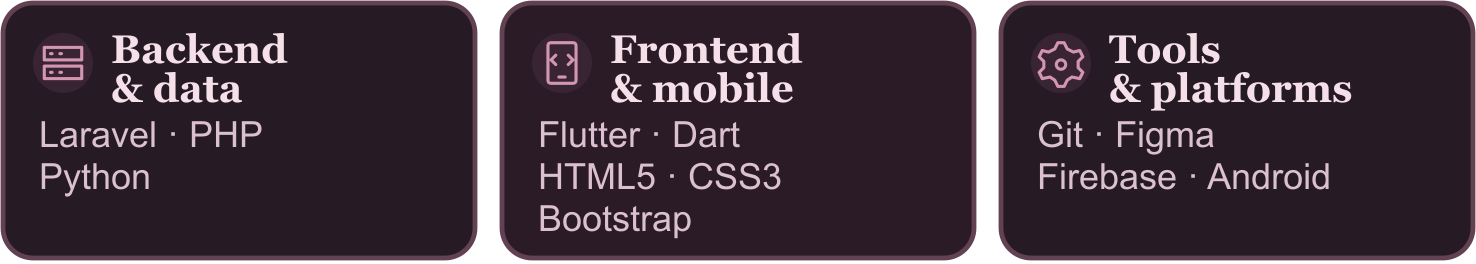 Backend
& data
Laravel · PHP
Python
Frontend
& mobile
Flutter · Dart
HTML5 · CSS3
Bootstrap
Tools
& platforms
Git · Figma
Firebase · Android